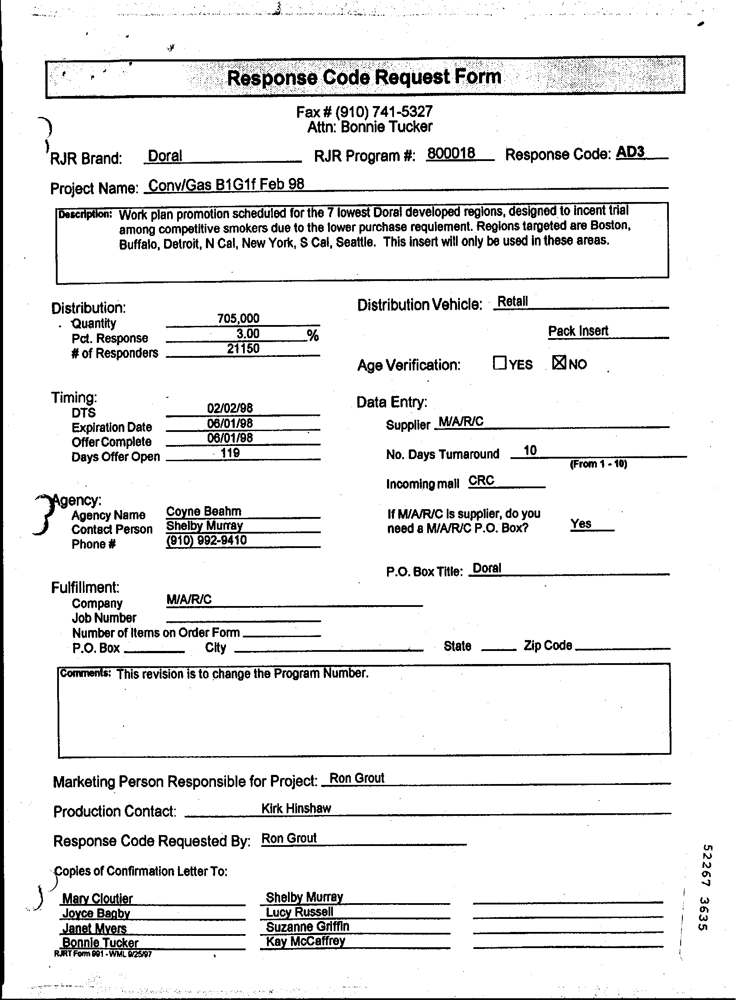 Response Code Request Form
Fax # (910) 741-5327
Attn: Bonnie Tucker
RJR Brand: Doral RJR Program #: 800018 Response Code: AD3
Project Name: Conv/Gas B1G1f Feb 98
Description: Work plan promotion scheduled for the 7 lowest Doral developed regions, designed to incent trial
among competitive smokers due to the lower purchase requiement. Regions targeted are Boston,
Buffalo, Detroit, N Cal, New York, S Cal, Seattle. This insert will only be used in these areas.
Distribution: Distribution Vehicle: Retail
Quantity 705,000
Pct. Response 3.00 % Pack Insert
# of Responders 21150
Age Verification: ☐ YES ☒ NO
Timing: Data Entry:
DTS 02/02/98
Expiration Date 06/01/98 Supplier M/A/R/C
Offer Complete 06/01/98
Days Offer Open 119 No. Days Turnaround 10
(From 1 - 10)
Incoming mail CRC
Agency:
Agency Name Coyne Beahm If M/A/R/C is supplier, do you
Contact Person Shelby Murray need a M/A/R/C P.O. Box? Yes
Phone # (910) 992-9410
P.O. Box Title: Doral
Fulfillment:
Company M/A/R/C
Job Number
Number of Items on Order Form
P.O. Box City State Zip Code
Comments: This revision is to change the Program Number.
Marketing Person Responsible for Project: Ron Grout
Production Contact: Kirk Hinshaw
Response Code Requested By: Ron Grout
Copies of Confirmation Letter To:
Mary Cloutier Shelby Murray
Joyce Bagby Lucy Russell
Janet Myers Suzanne Griffin
Bonnie Tucker Kay McCaffrey
RJRT Form 991 - WML 9/25/97
52267 3635